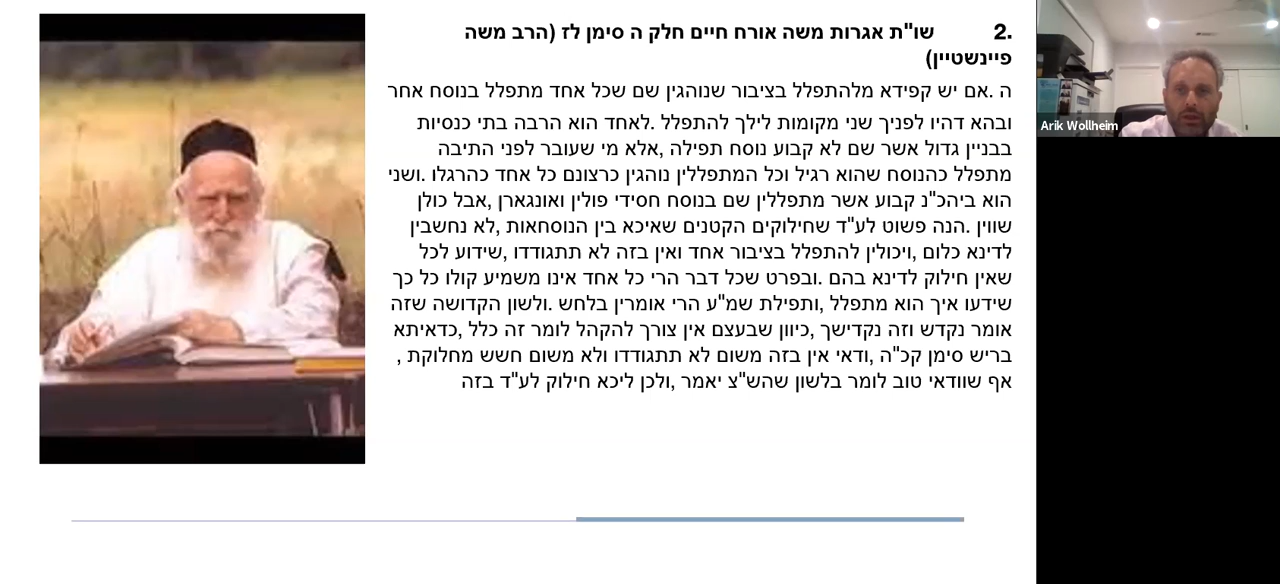 2. שו"ת אגרות משה אורח חיים חלק ה סימן לז (הרב משה
פיינשטיין)
ה .אם יש קפידא מלהתפלל בציבור שנוהגין שם שכל אחד מתפלל בנוסח אחר
ובהא דהיו לפניך שני מקומות לילך להתפלל .לאחד הוא הרבה בתי כנסיות
בבניין גדול אשר שם לא קבוע נוסח תפילה ,אלא מי שעובר לפני התיבה
מתפלל כהנוסח שהוא רגיל וכל המתפללין נוהגין כרצונם כל אחד כהרגלו .ושני
הוא ביהכ"נ קבוע אשר מתפללין שם בנוסח חסידי פולין ואונגארן ,אבל כולן
שווין .הנה פשוט לע"ד שחילוקים הקטנים שאיכא בין הנוסחאות ,לא נחשבין
לדינא כלום ,ויכולין להתפלל בציבור אחד ואין בזה לא תתגודדו ,שידוע לכל
שאין חילוק לדינא בהם .ובפרט שכל דבר הרי כל אחד אינו משמיע קולו כל כך
שידעו איך הוא מתפלל ,ותפילת שמ"ע הרי אומרין בלחש .ולשון הקדושה שזה
אומר נקדש וזה נקדישך ,כיוון שבעצם אין צורך להקהל לומר זה כלל ,כדאיתא
בריש סימן קכ"ה ,ודאי אין בזה משום לא תתגודדו ולא משום חשש מחלוקת ,
אף שוודאי טוב לומר בלשון שהש"צ יאמר ,ולכן ליכא חילוק לע"ד בזה
Arik Wollheim